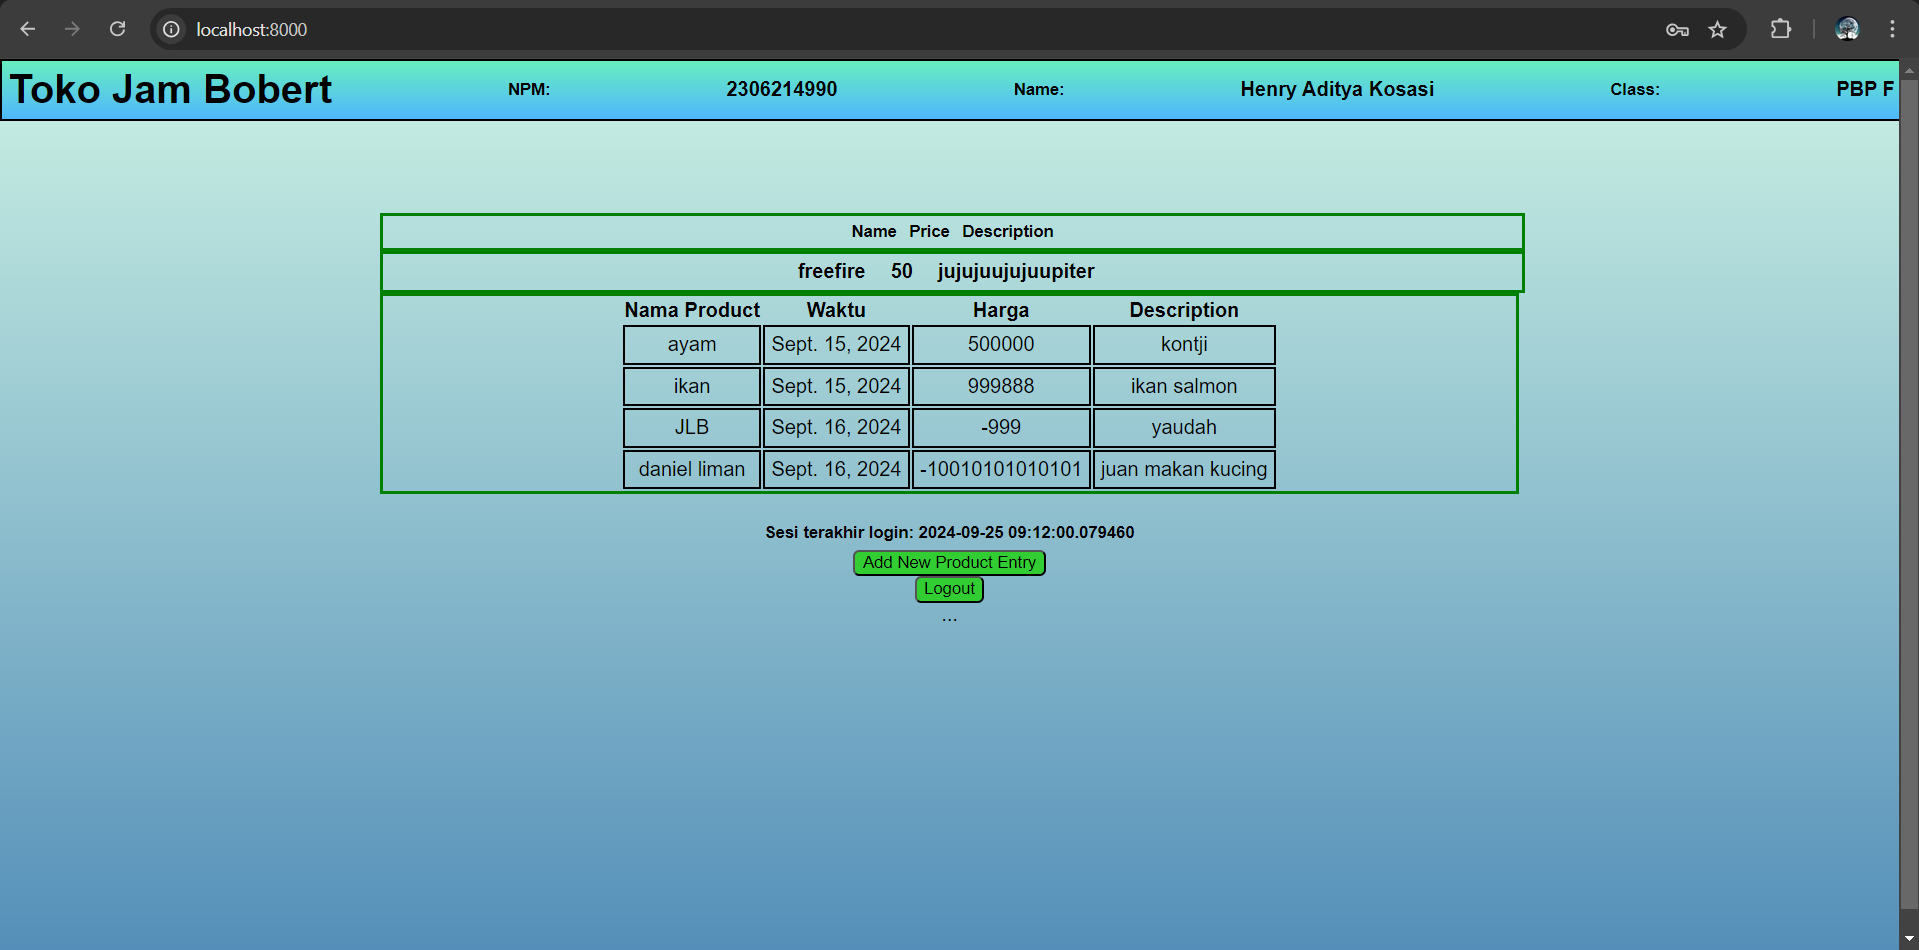 localhost:8000
Toko Jam Bobert NPM: 2306214990 Name: Henry Aditya Kosasi Class: PBP F
Name Price Description
freefire 50 jujujuujujuupiter
Nama Product Waktu Harga Description
ayam Sept. 15, 2024 500000 kontji
ikan Sept. 15, 2024 999888 ikan salmon
JLB Sept. 16, 2024 -999 yaudah
daniel liman Sept. 16, 2024 -10010101010101 juan makan kucing
Sesi terakhir login: 2024-09-25 09:12:00.079460
Add New Product Entry
Logout
...